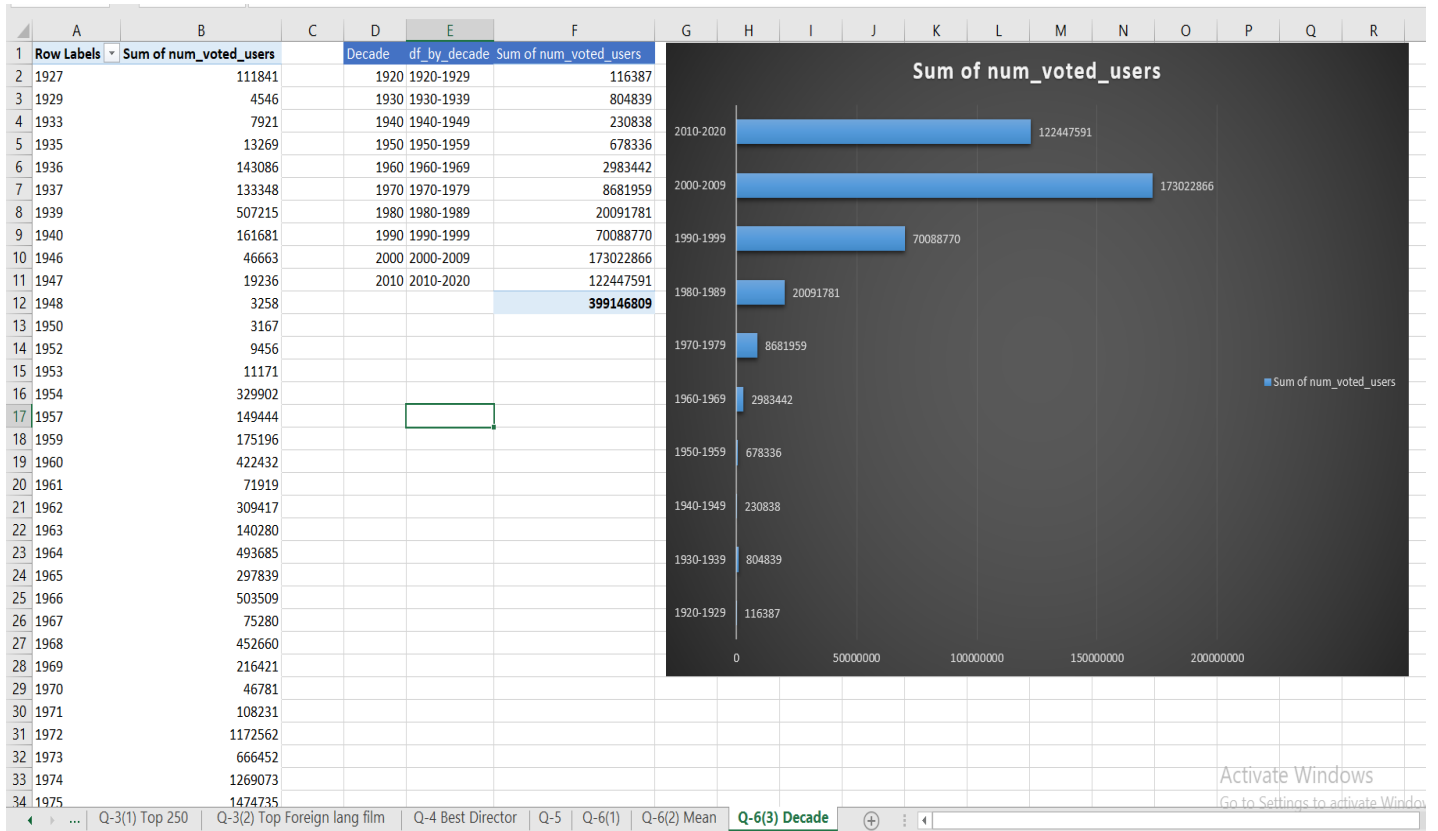 A B C D E F G H I J K L M N O P Q R
1 Row Labels Sum of num_voted_users Decade df_by_decade Sum of num_voted_users
2 1927 111841 1920 1920-1929 116387
3 1929 4546 1930 1930-1939 804839
4 1933 7921 1940 1940-1949 230838
5 1935 13269 1950 1950-1959 678336
6 1936 143086 1960 1960-1969 2983442
7 1937 133348 1970 1970-1979 8681959
8 1939 507215 1980 1980-1989 20091781
9 1940 161681 1990 1990-1999 70088770
10 1946 46663 2000 2000-2009 173022866
11 1947 19236 2010 2010-2020 122447591
12 1948 3258 399146809
13 1950 3167
14 1952 9456
15 1953 11171
16 1954 329902
17 1957 149444
18 1959 175196
19 1960 422432
20 1961 71919
21 1962 309417
22 1963 140280
23 1964 493685
24 1965 297839
25 1966 503509
26 1967 75280
27 1968 452660
28 1969 216421
29 1970 46781
30 1971 108231
31 1972 1172562
32 1973 666452
33 1974 1269073
34 1975 1474735
Sum of num_voted_users
2010-2020 122447591
2000-2009 173022866
1990-1999 70088770
1980-1989 20091781
1970-1979 8681959
1960-1969 2983442
1950-1959 678336
1940-1949 230838
1930-1939 804839
1920-1929 116387
0 50000000 100000000 150000000 200000000
Sum of num_voted_users
Activate Windows
Go to Settings to activate Window
... Q-3(1) Top 250 Q-3(2) Top Foreign lang film Q-4 Best Director Q-5 Q-6(1) Q-6(2) Mean Q-6(3) Decade